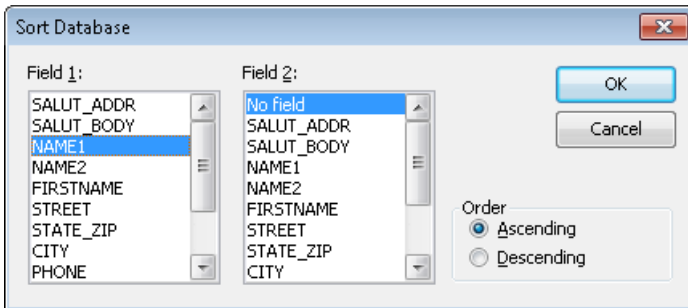 Sort Database
Field 1:
SALUT_ADDR
SALUT_BODY
NAME1
NAME2
FIRSTNAME
STREET
STATE_ZIP
CITY
PHONE
Field 2:
No field
SALUT_ADDR
SALUT_BODY
NAME1
NAME2
FIRSTNAME
STREET
STATE_ZIP
CITY
OK
Cancel
Order
Ascending
Descending